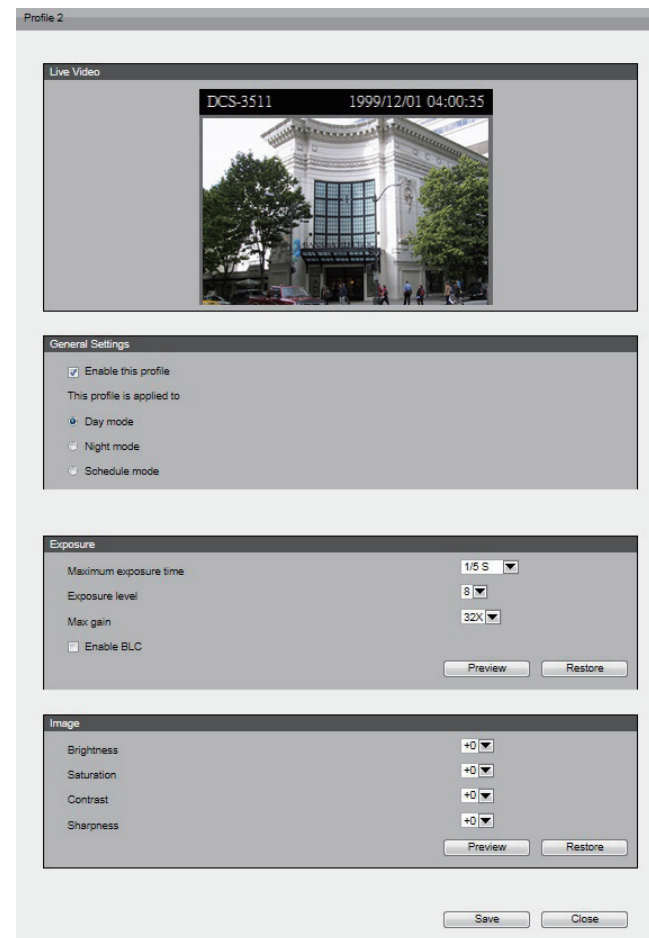 Profile 2
Live Video
DCS-3511 1999/12/01 04:00:35
General Settings
Enable this profile
This profile is applied to
Day mode
Night mode
Schedule mode
Exposure
Maximum exposure time 1/5 S
Exposure level 8
Max gain 32X
Enable BLC
Preview Restore
Image
Brightness +0
Saturation +0
Contrast +0
Sharpness +0
Preview Restore
Save Close